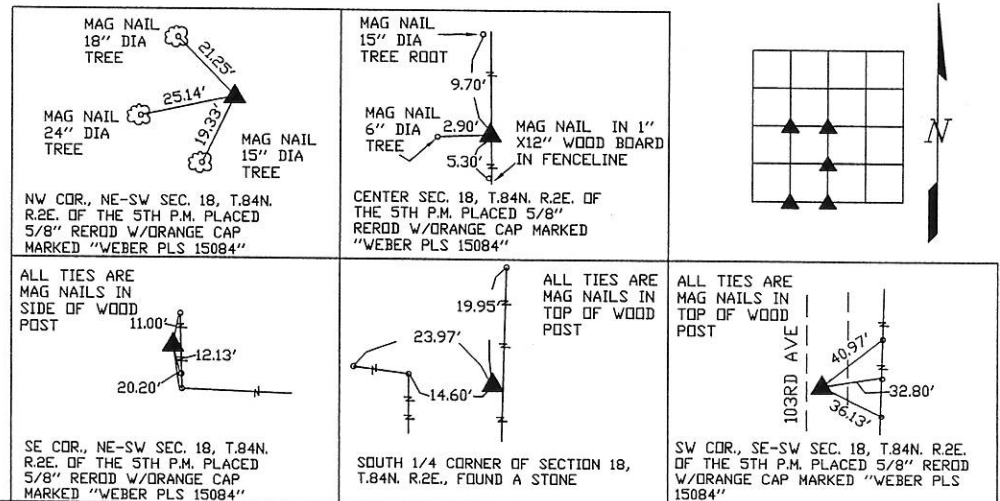 MAG NAIL
18" DIA
TREE
21.25'
25.14'
MAG NAIL
24" DIA
TREE
19.33'
MAG NAIL
15" DIA
TREE
NW COR., NE-SW SEC. 18, T.84N.
R.2E. OF THE 5TH P.M. PLACED
5/8" REROD W/ORANGE CAP
MARKED "WEBER PLS 15084"
MAG NAIL
15" DIA
TREE ROOT
9.70'
MAG NAIL
6" DIA
TREE
2.90'
5.30'
MAG NAIL IN 1"
X12" WOOD BOARD
IN FENCELINE
CENTER SEC. 18, T.84N. R.2E. OF
THE 5TH P.M. PLACED 5/8"
REROD W/ORANGE CAP MARKED
"WEBER PLS 15084"
N
ALL TIES ARE
MAG NAILS IN
SIDE OF WOOD
POST
11.00'
12.13'
20.20'
SE COR., NE-SW SEC. 18, T.84N.
R.2E. OF THE 5TH P.M. PLACED
5/8" REROD W/ORANGE CAP
MARKED "WEBER PLS 15084"
19.95'
ALL TIES ARE
MAG NAILS IN
TOP OF WOOD
POST
23.97'
14.60'
SOUTH 1/4 CORNER OF SECTION 18,
T.84N. R.2E., FOUND A STONE
ALL TIES ARE
MAG NAILS IN
TOP OF WOOD
POST
103RD AVE
40.97'
32.80'
36.13'
SW COR., SE-SW SEC. 18, T.84N. R.2E.
OF THE 5TH P.M. PLACED 5/8" REROD
W/ORANGE CAP MARKED "WEBER PLS
15084"